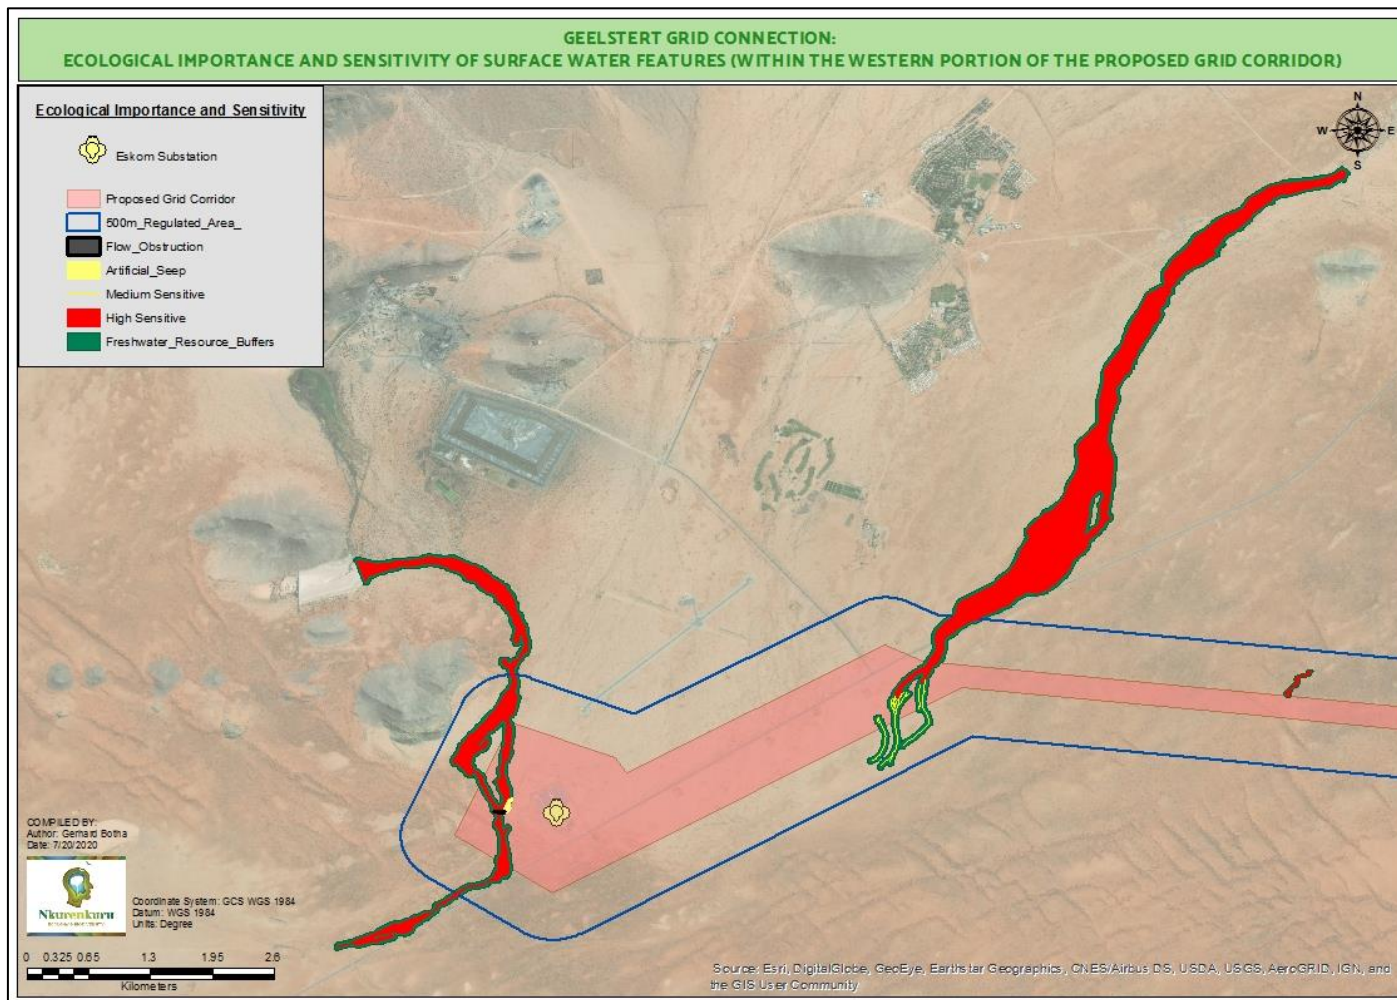 GEELSTERT GRID CONNECTION:
ECOLOGICAL IMPORTANCE AND SENSITIVITY OF SURFACE WATER FEATURES (WITHIN THE WESTERN PORTION OF THE PROPOSED GRID CORRIDOR)
Ecological Importance and Sensitivity
Eskom Substation
Proposed Grid Corridor
500m_Regulated_Area_
Flow_Obstruction
Artificial_Seep
Medium Sensitive
High Sensitive
Freshwater_Resource_Buffers
N
W E
S
COMPILED BY:
Author: Gerhard Botha
Date: 7/20/2020
Nkurenkuru
Coordinate System: GCS WGS 1984
Datum: WGS 1984
Units: Degree
0 0.325 0.65 1.3 1.95 2.6
Kilometers
Source: Esri, DigitalGlobe, GeoEye, Earthstar Geographics, CNES/Airbus DS, USDA, USGS, AeroGRID, IGN, and
the GIS User Community